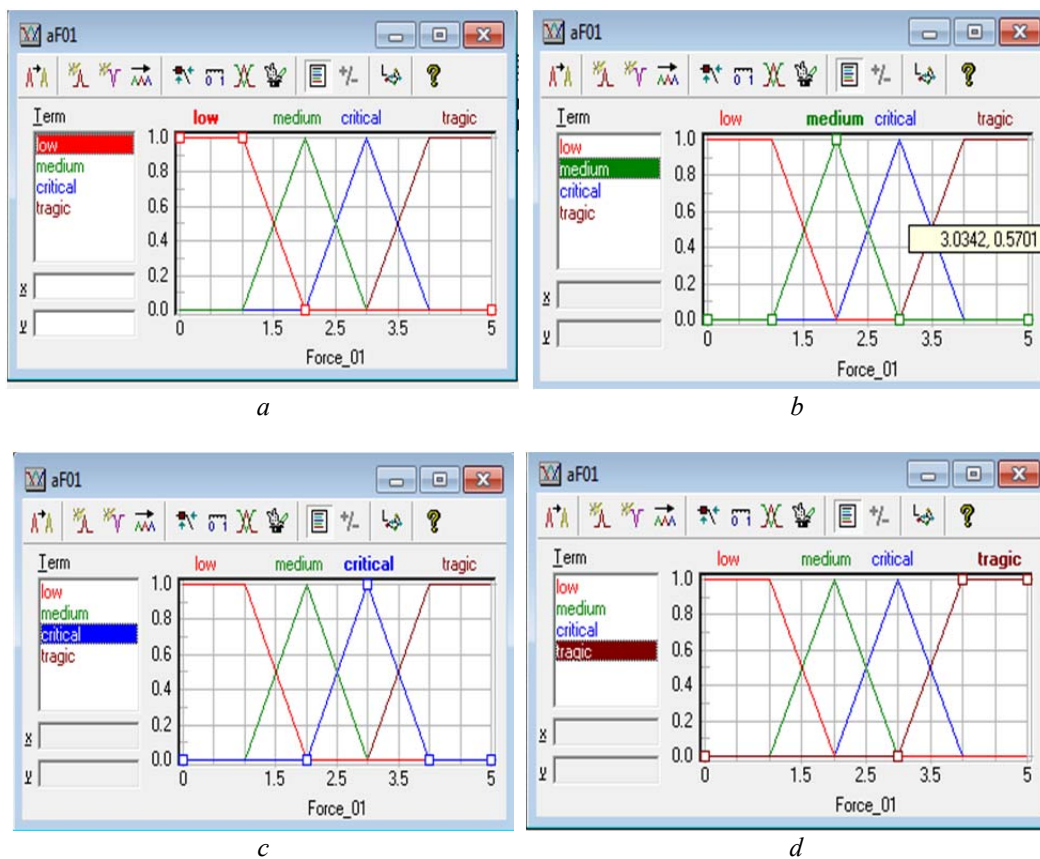 aF01
Term
low medium critical tragic
low
medium
critical
tragic
1.0
0.8
0.6
0.4
0.2
0.0
x
y
0 1.5 2.5 3.5 5
Force_01
a
aF01
Term
low medium critical tragic
low
medium
critical
tragic
1.0
0.8
0.6
0.4
0.2
0.0
3.0342, 0.5701
x
y
0 1.5 2.5 3.5 5
Force_01
b
aF01
Term
low medium critical tragic
low
medium
critical
tragic
1.0
0.8
0.6
0.4
0.2
0.0
x
y
0 1.5 2.5 3.5 5
Force_01
c
aF01
Term
low medium critical tragic
low
medium
critical
tragic
1.0
0.8
0.6
0.4
0.2
0.0
x
y
0 1.5 2.5 3.5 5
Force_01
d